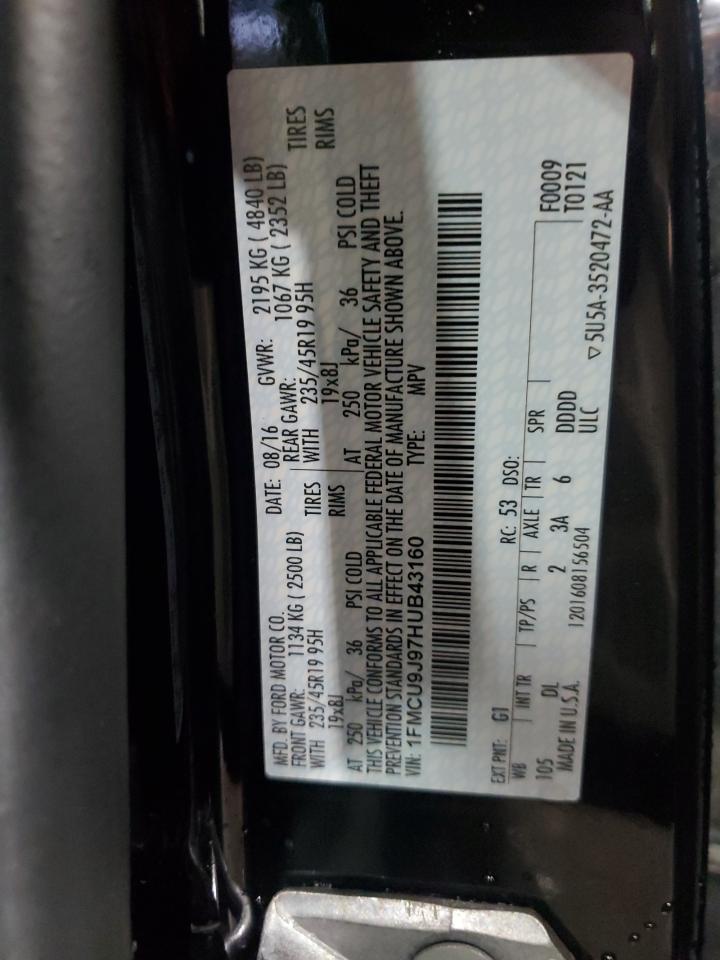 MFD. BY FORD MOTOR CO. DATE: 08/16 GVWR: 2195 KG ( 4840 LB)
FRONT GAWR: 1134 KG ( 2500 LB) REAR GAWR: 1067 KG ( 2352 LB)
WITH 235/45R19 95H TIRES WITH 235/45R19 95H TIRES
19x8J RIMS 19x8J RIMS
AT 250 kPa/ 36 PSI COLD AT 250 kPa/ 36 PSI COLD
THIS VEHICLE CONFORMS TO ALL APPLICABLE FEDERAL MOTOR VEHICLE SAFETY AND THEFT
PREVENTION STANDARDS IN EFFECT ON THE DATE OF MANUFACTURE SHOWN ABOVE.
VIN: 1FMCU9J97HUB43160 TYPE: MPV
EXT PNT: G1 RC: 53 DSO:
WB INT TR TP/PS R AXLE TR SPR F0009
105 DL 2 3A 6 DDDD T0121
MADE IN U.S.A. 1201608156504 ULC
▽5U5A-3520472-AA